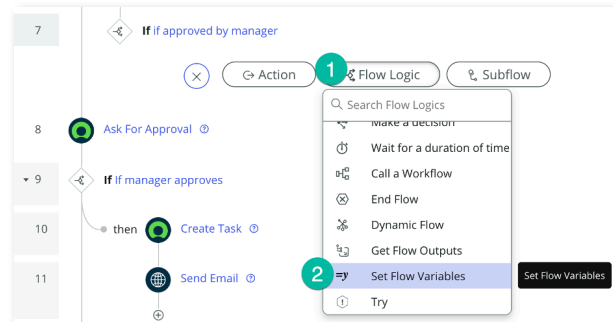 7
If if approved by manager
1
Action
Flow Logic
Subflow
Search Flow Logics
Make a decision
8
Ask For Approval
Wait for a duration of time
Call a Workflow
9
If If manager approves
End Flow
Dynamic Flow
10
then
Create Task
Get Flow Outputs
11
Send Email
2
=y
Set Flow Variables
Set Flow Variables
Try